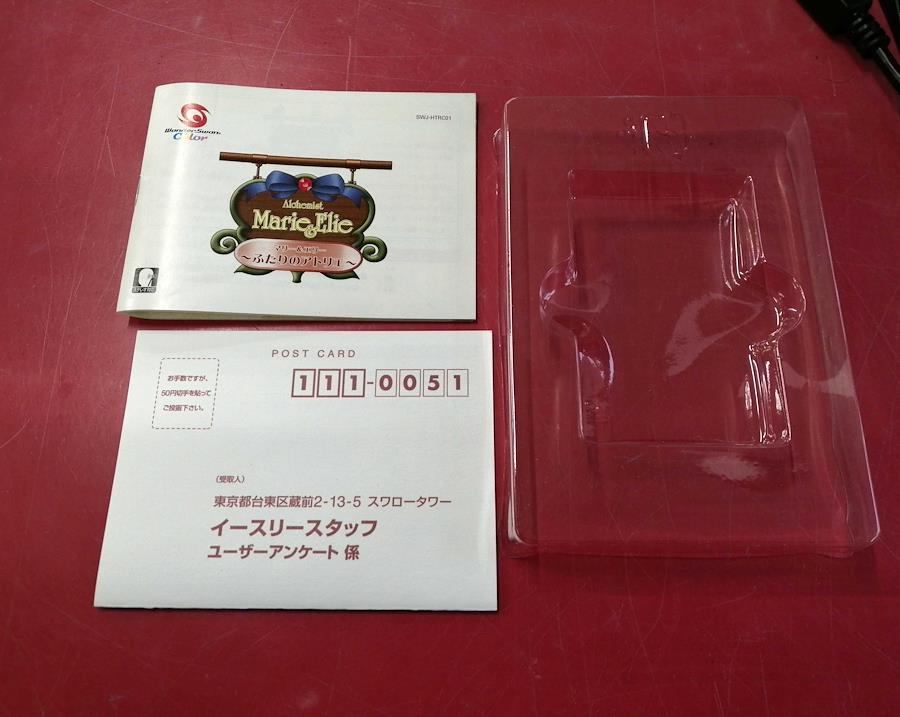 WonderSwan
Color
SWJ-HTRC01
Alchemist
Marie & Elie
マリー&エリー
~ふたりのアトリエ~
POST CARD
111-0051
お手数ですが、
50円切手を貼って
ご投函下さい。
(受取人)
東京都台東区蔵前2-13-5 スワロータワー
イースリースタッフ
ユーザーアンケート 係